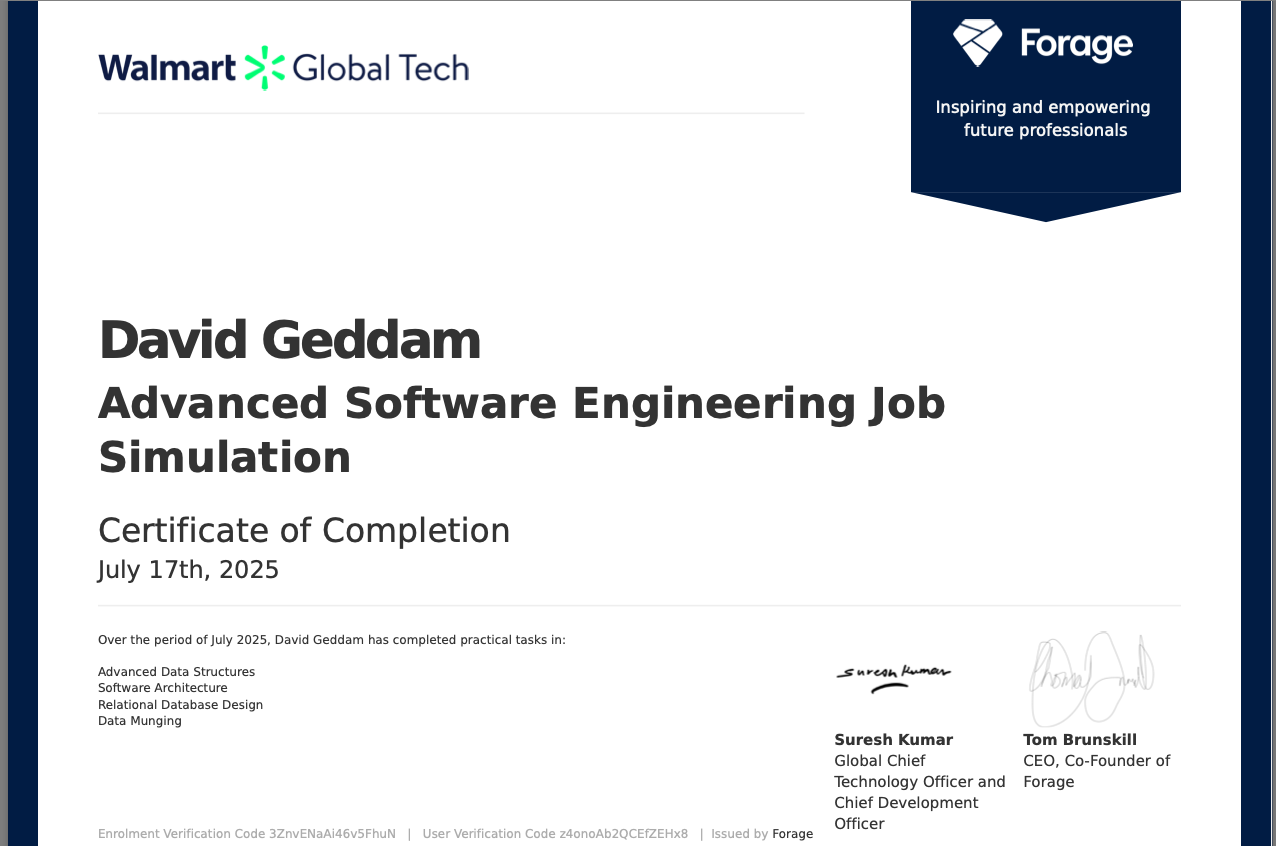 Walmart Global Tech
Forage
Inspiring and empowering
future professionals
David Geddam
Advanced Software Engineering Job
Simulation
Certificate of Completion
July 17th, 2025
Over the period of July 2025, David Geddam has completed practical tasks in:
Advanced Data Structures
Software Architecture
Relational Database Design
Data Munging
Suresh Kumar
Suresh Kumar
Global Chief
Technology Officer and
Chief Development
Officer
Tom Brunskill
CEO, Co-Founder of
Forage
Enrolment Verification Code 3ZnvENaAi46v5FhuN | User Verification Code z4onoAb2QCEfZEHx8 | Issued by Forage